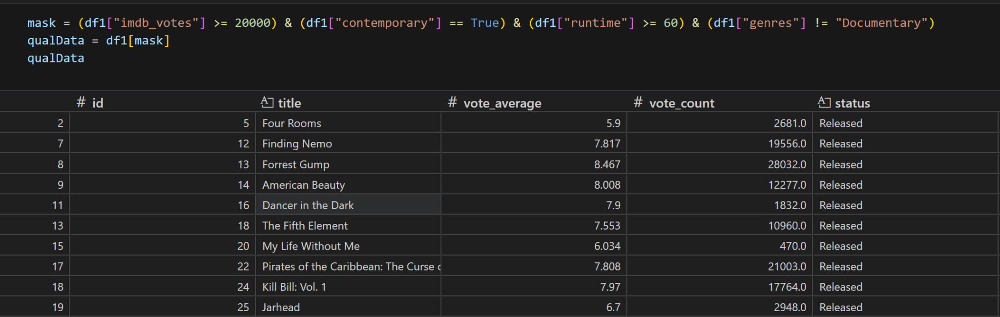 mask = (df1["imdb_votes"] >= 20000) & (df1["contemporary"] == True) & (df1["runtime"] >= 60) & (df1["genres"] != "Documentary")
qualData = df1[mask]
qualData
# id title # vote_average # vote_count status
2 5 Four Rooms 5.9 2681.0 Released
7 12 Finding Nemo 7.817 19556.0 Released
8 13 Forrest Gump 8.467 28032.0 Released
9 14 American Beauty 8.008 12277.0 Released
11 16 Dancer in the Dark 7.9 1832.0 Released
13 18 The Fifth Element 7.553 10960.0 Released
15 20 My Life Without Me 6.034 470.0 Released
17 22 Pirates of the Caribbean: The Curse 7.808 21003.0 Released
18 24 Kill Bill: Vol. 1 7.97 17764.0 Released
19 25 Jarhead 6.7 2948.0 Released